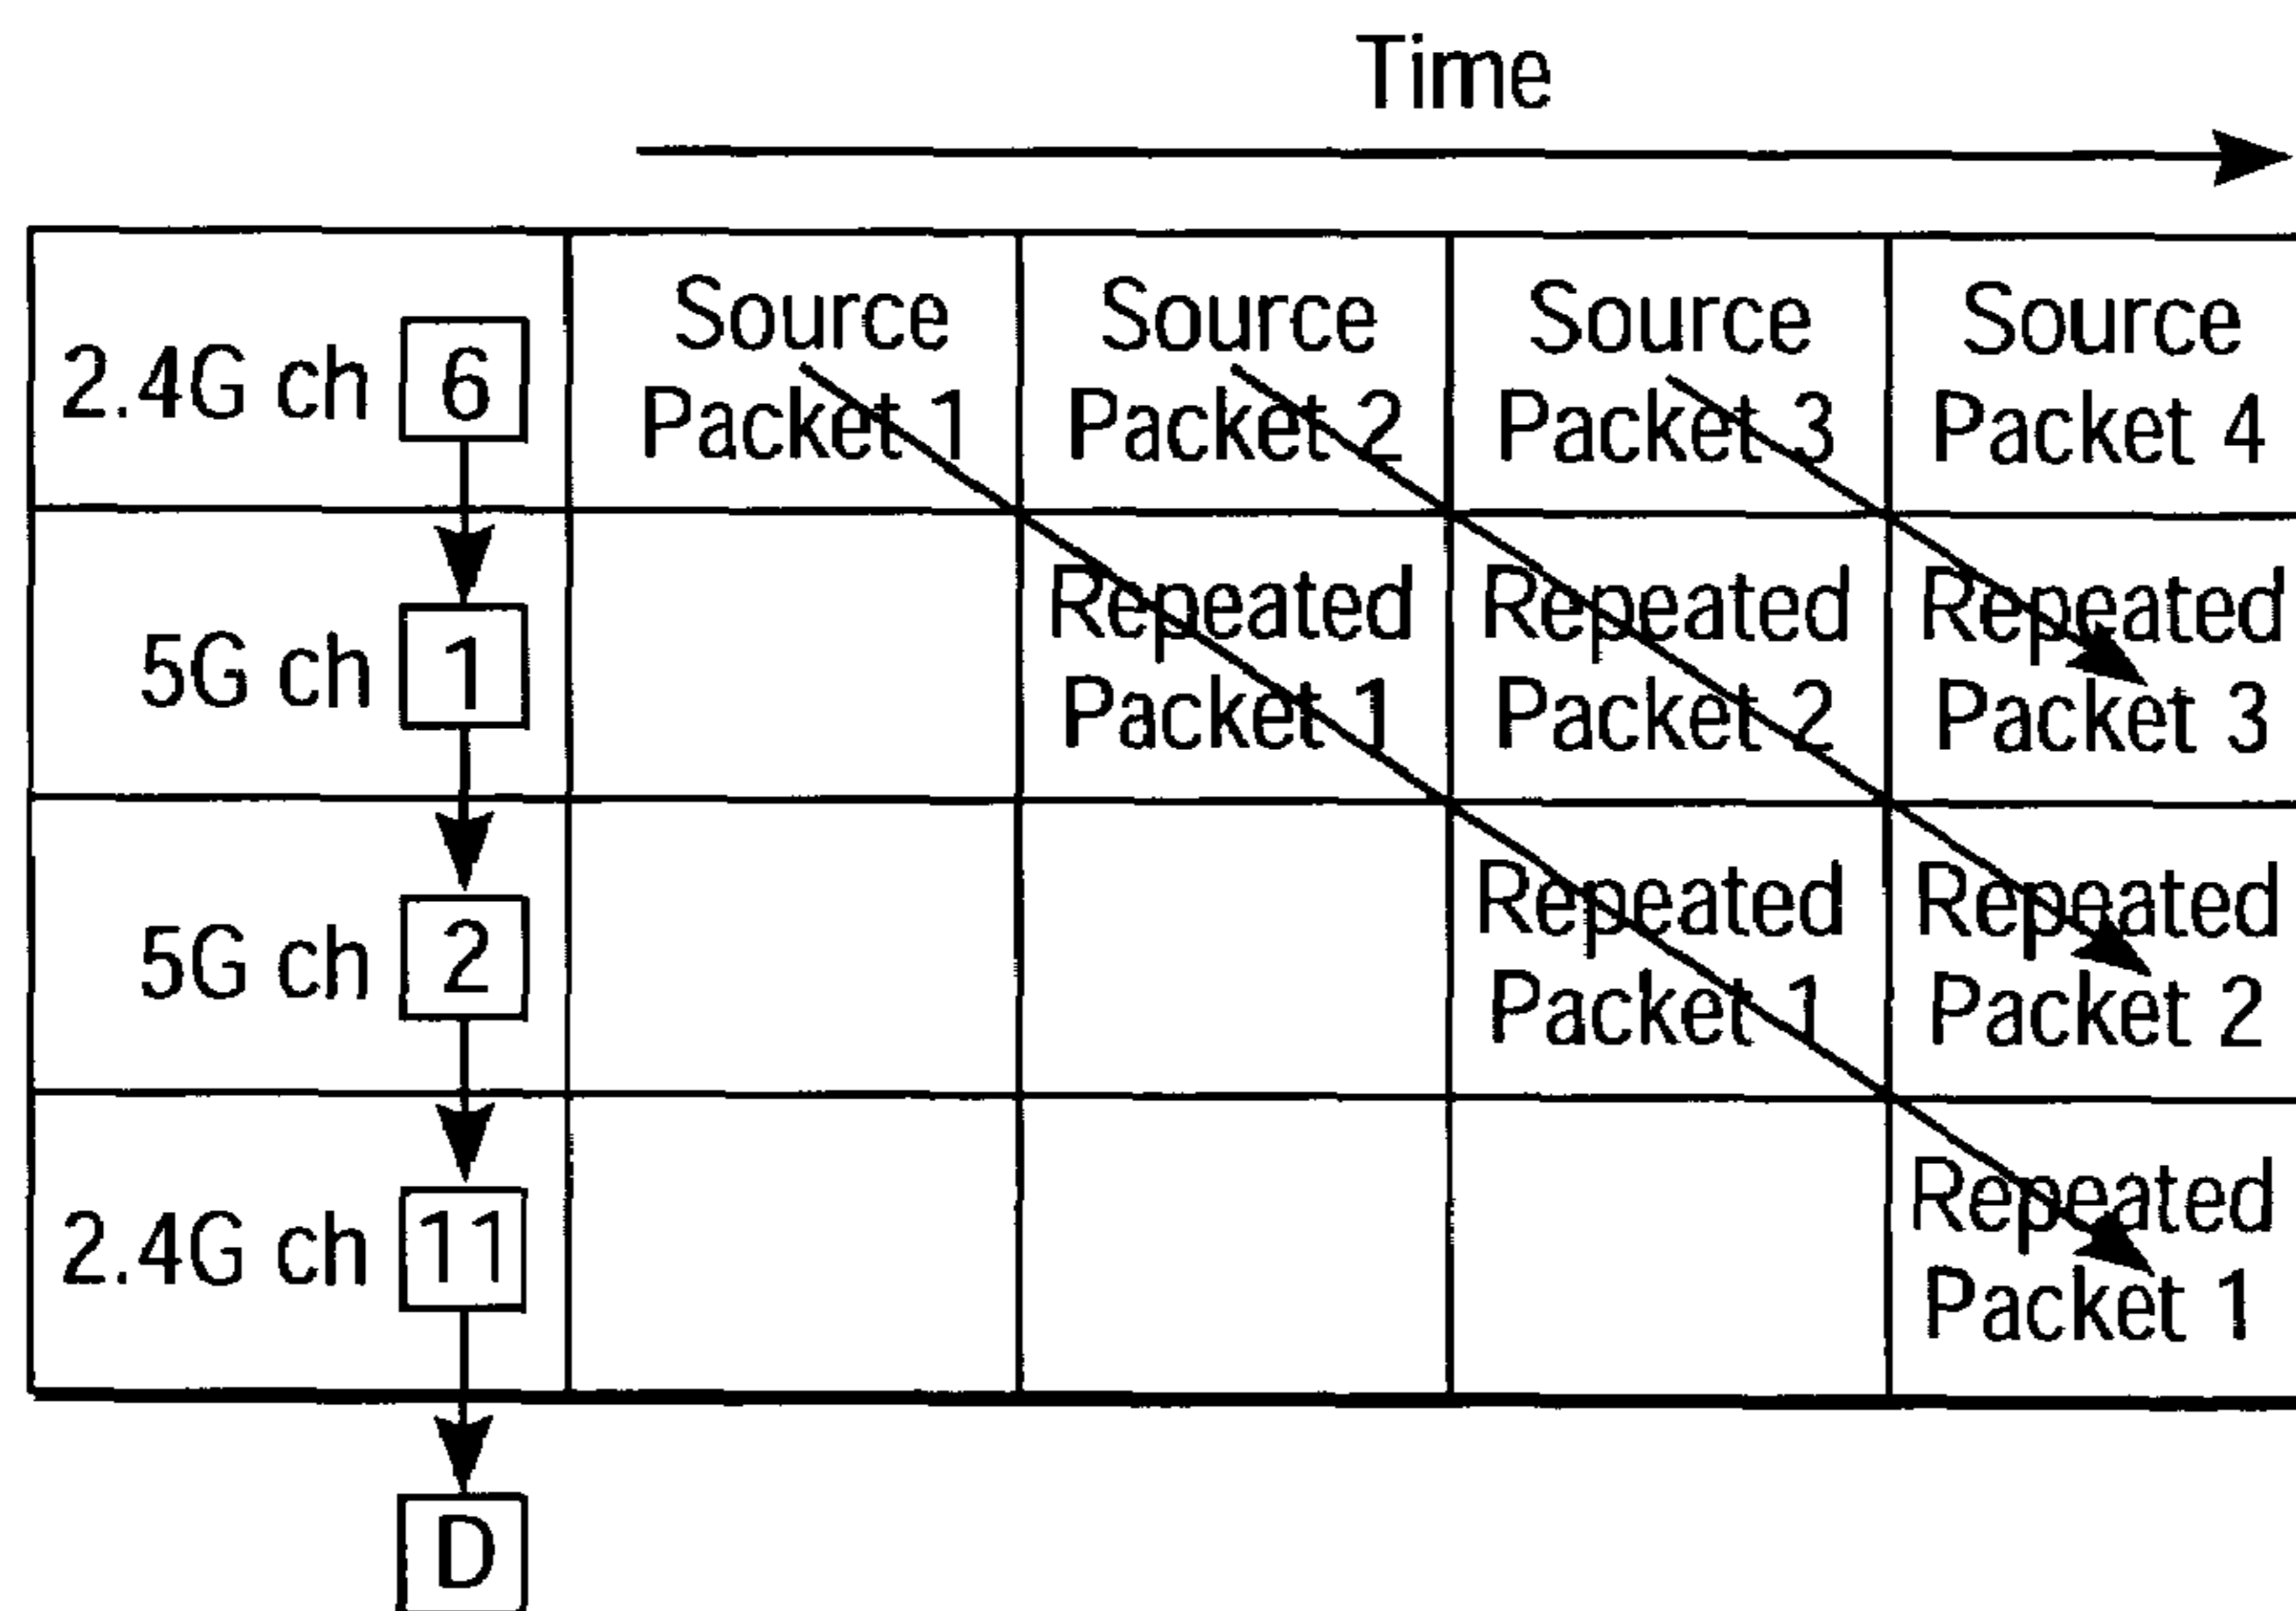 Time
2.4G ch 6
Source
Packet 1
Source
Packet 2
Source
Packet 3
Source
Packet 4
5G ch 1
Repeated
Packet 1
Repeated
Packet 2
Repeated
Packet 3
5G ch 2
Repeated
Packet 1
Repeated
Packet 2
2.4G ch 11
Repeated
Packet 1
D